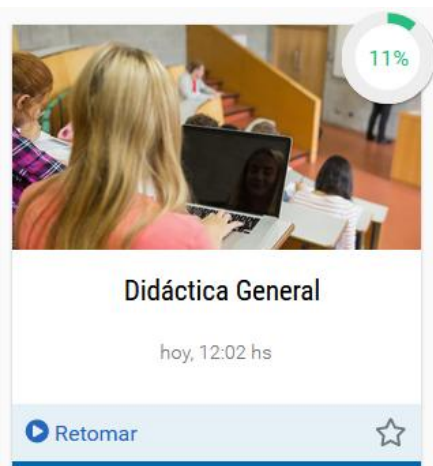 11%
Didáctica General
hoy, 12:02 hs
Retomar